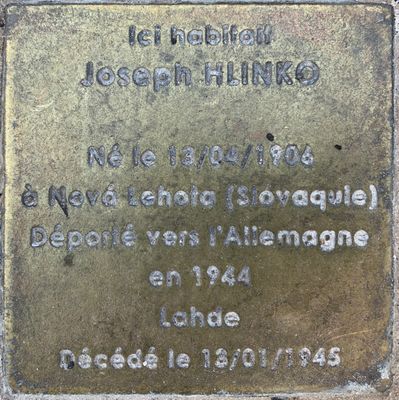 Ici habitait
Joseph HLINKO
Né le 13/04/1906
à Nová Lehota (Slovaquie)
Déporté vers l'Allemagne
en 1944
Lahde
Décédé le 13/01/1945